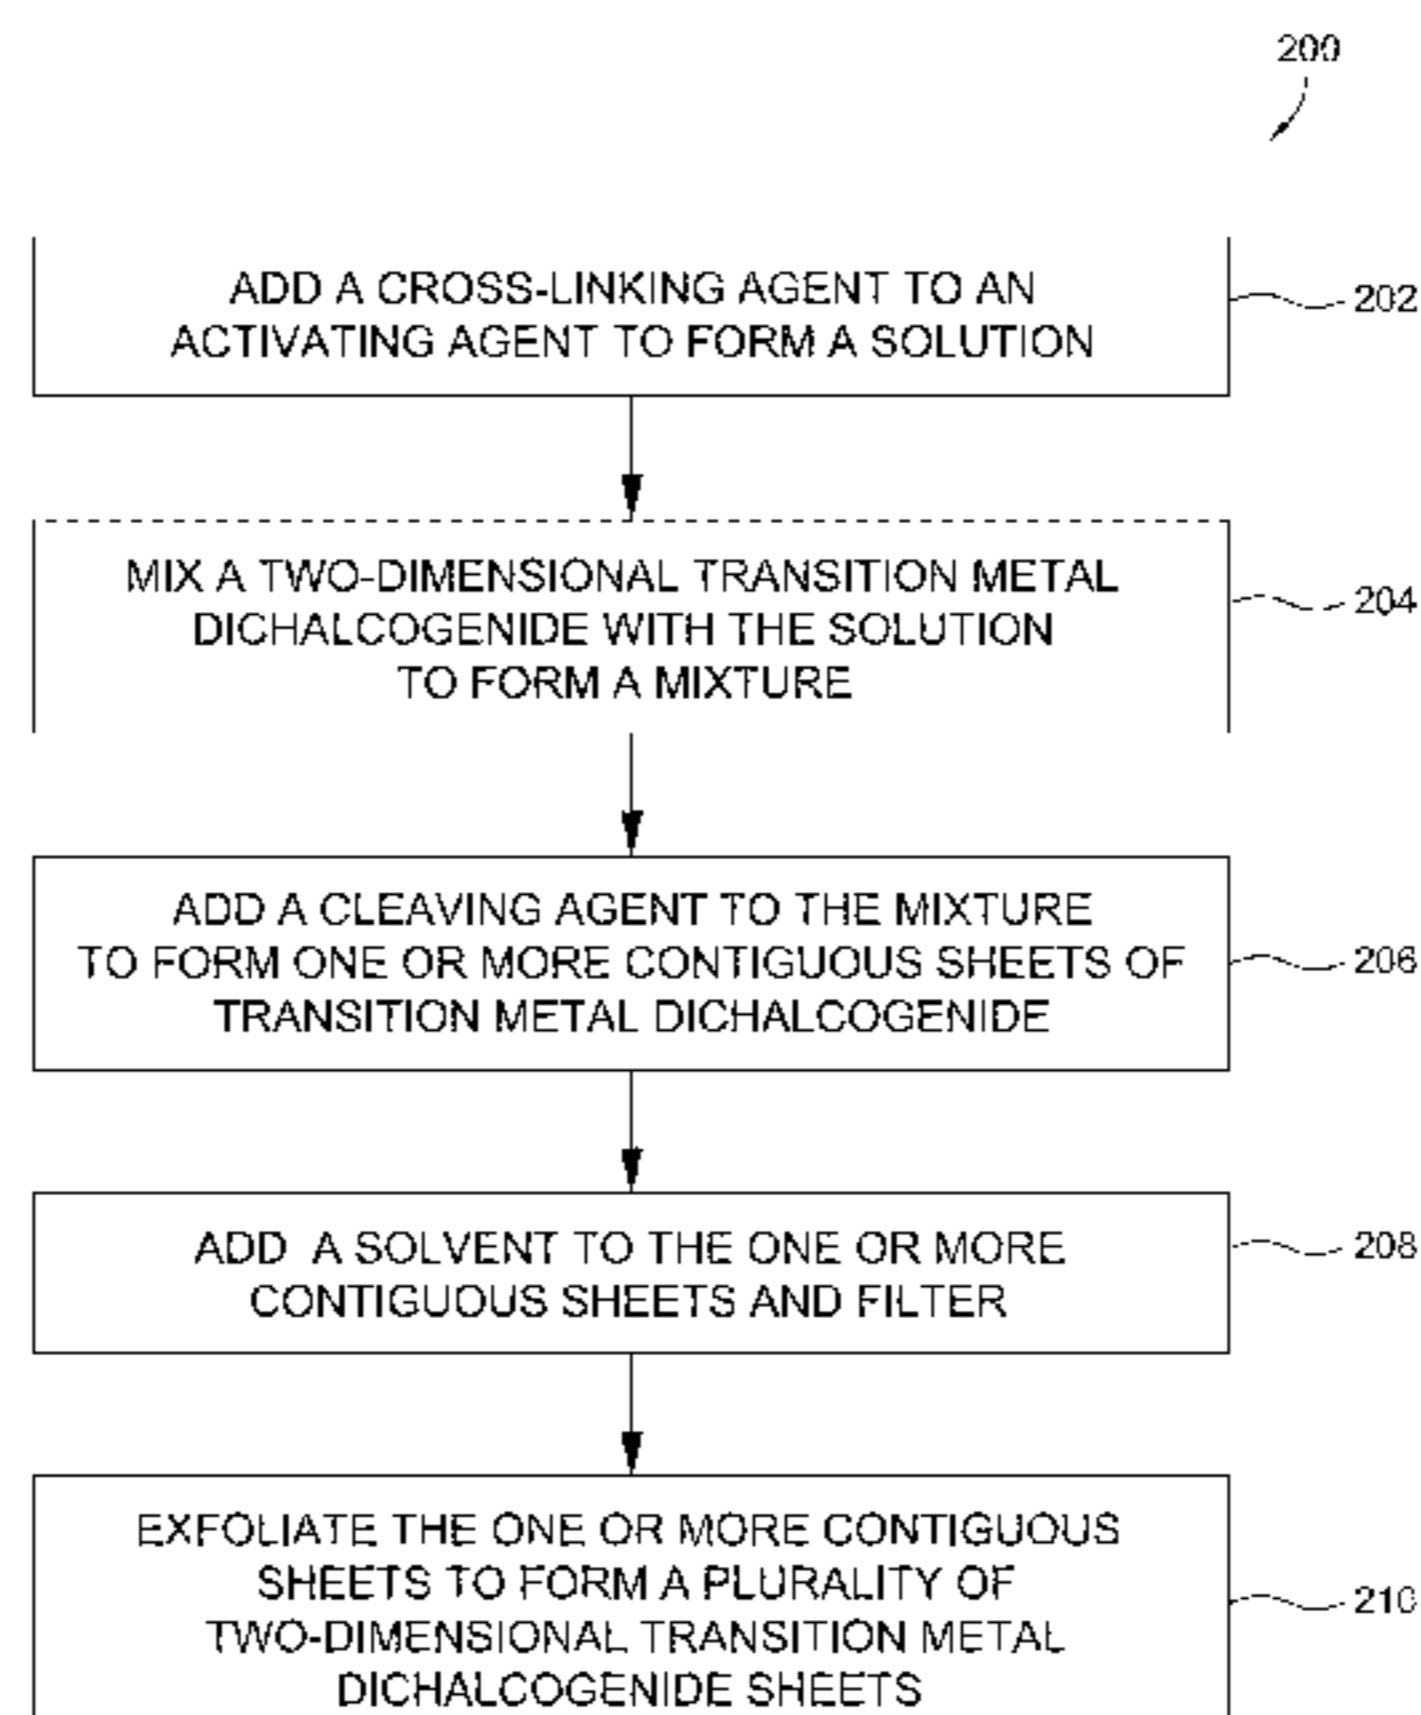 200
ADD A CROSS-LINKING AGENT TO AN
ACTIVATING AGENT TO FORM A SOLUTION
202
MIX A TWO-DIMENSIONAL TRANSITION METAL
DICHALCOGENIDE WITH THE SOLUTION
TO FORM A MIXTURE
204
ADD A CLEAVING AGENT TO THE MIXTURE
TO FORM ONE OR MORE CONTIGUOUS SHEETS OF
TRANSITION METAL DICHALCOGENIDE
206
ADD A SOLVENT TO THE ONE OR MORE
CONTIGUOUS SHEETS AND FILTER
208
EXFOLIATE THE ONE OR MORE CONTIGUOUS
SHEETS TO FORM A PLURALITY OF
TWO-DIMENSIONAL TRANSITION METAL
DICHALCOGENIDE SHEETS
210